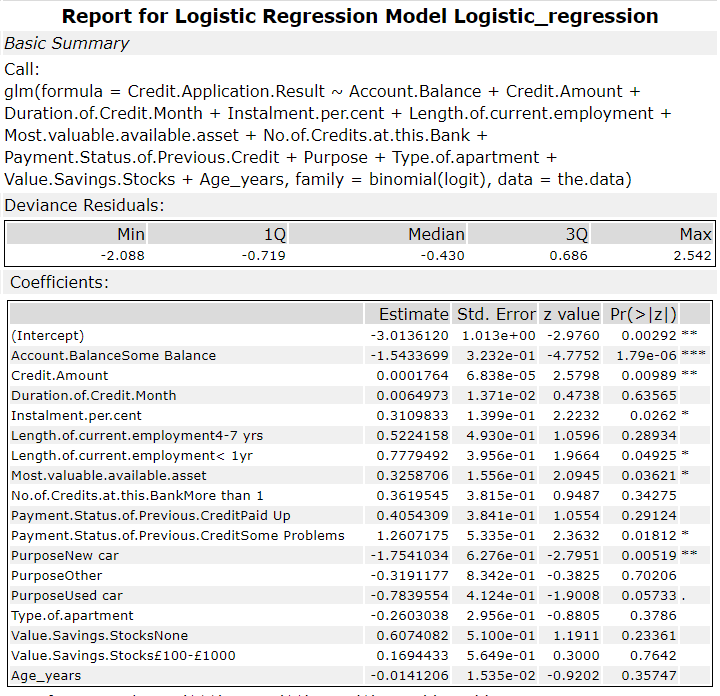 Report for Logistic Regression Model Logistic_regression
Basic Summary
Call:
glm(formula = Credit.Application.Result ~ Account.Balance + Credit.Amount +
Duration.of.Credit.Month + Instalment.per.cent + Length.of.current.employment +
Most.valuable.available.asset + No.of.Credits.at.this.Bank +
Payment.Status.of.Previous.Credit + Purpose + Type.of.apartment +
Value.Savings.Stocks + Age_years, family = binomial(logit), data = the.data)
Deviance Residuals:
Min 1Q Median 3Q Max
-2.088 -0.719 -0.430 0.686 2.542
Coefficients:
Estimate Std. Error z value Pr(>|z|)
(Intercept) -3.0136120 1.013e+00 -2.9760 0.00292 **
Account.BalanceSome Balance -1.5433699 3.232e-01 -4.7752 1.79e-06 ***
Credit.Amount 0.0001764 6.838e-05 2.5798 0.00989 **
Duration.of.Credit.Month 0.0064973 1.371e-02 0.4738 0.63565
Instalment.per.cent 0.3109833 1.399e-01 2.2232 0.0262 *
Length.of.current.employment4-7 yrs 0.5224158 4.930e-01 1.0596 0.28934
Length.of.current.employment< 1yr 0.7779492 3.956e-01 1.9664 0.04925 *
Most.valuable.available.asset 0.3258706 1.556e-01 2.0945 0.03621 *
No.of.Credits.at.this.BankMore than 1 0.3619545 3.815e-01 0.9487 0.34275
Payment.Status.of.Previous.CreditPaid Up 0.4054309 3.841e-01 1.0554 0.29124
Payment.Status.of.Previous.CreditSome Problems 1.2607175 5.335e-01 2.3632 0.01812 *
PurposeNew car -1.7541034 6.276e-01 -2.7951 0.00519 **
PurposeOther -0.3191177 8.342e-01 -0.3825 0.70206
PurposeUsed car -0.7839554 4.124e-01 -1.9008 0.05733 .
Type.of.apartment -0.2603038 2.956e-01 -0.8805 0.3786
Value.Savings.StocksNone 0.6074082 5.100e-01 1.1911 0.23361
Value.Savings.Stocks£100-£1000 0.1694433 5.649e-01 0.3000 0.7642
Age_years -0.0141206 1.535e-02 -0.9202 0.35747